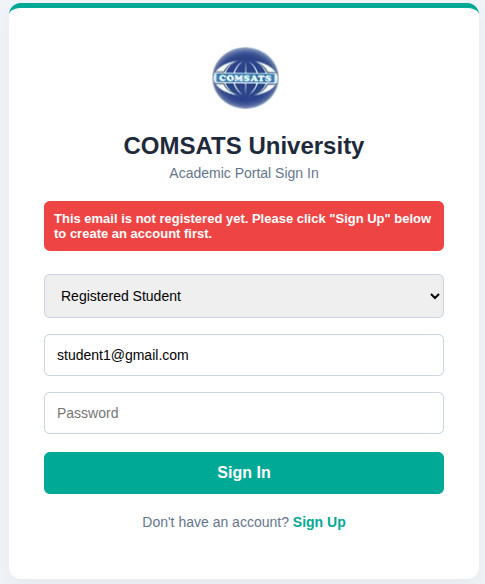 COMSATS
COMSATS University
Academic Portal Sign In
This email is not registered yet. Please click "Sign Up" below
to create an account first.
Registered Student
student1@gmail.com
Password
Sign In
Don't have an account? Sign Up